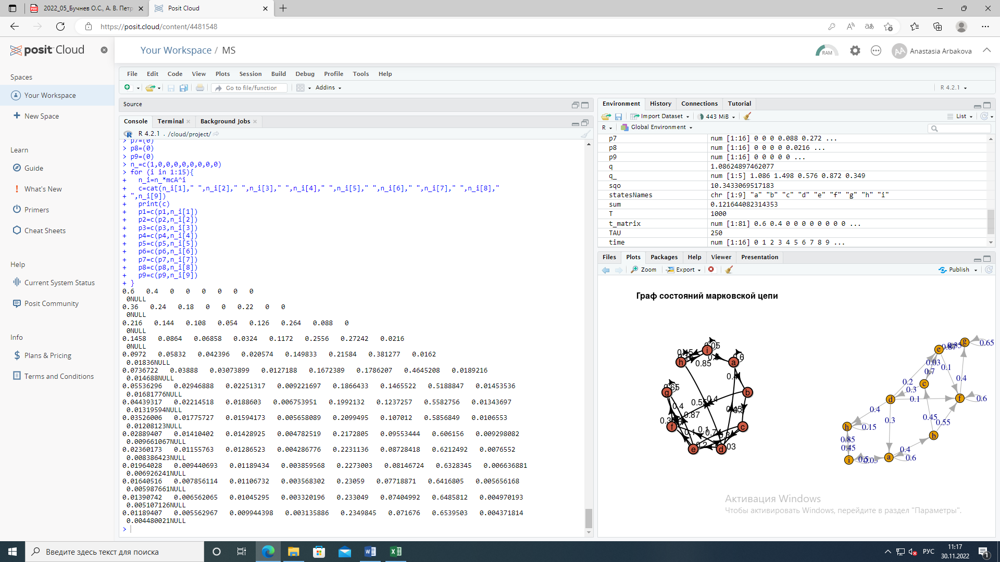 2022_05_Бучнев О.С., А. В. Петр
Posit Cloud
https://posit.cloud/content/4481548
posit Cloud
Your Workspace / MS
RAM
AA
Anastasia Arbakova
Spaces
Your Workspace
New Space
Learn
Guide
What's New
Primers
Cheat Sheets
Help
Current System Status
Posit Community
Info
Plans & Pricing
Terms and Conditions
File Edit Code View Plots Session Build Debug Profile Tools Help
Go to file/function
Addins
R 4.2.1
Source
Console Terminal Background Jobs
R 4.2.1 . /cloud/project/
> p7=(0)
> p8=(0)
> p9=(0)
> n_=c(1,0,0,0,0,0,0,0,0)
> for (i in 1:15){
+   n_i=n_*mcA^i
+   c=cat(n_i[1]," ",n_i[2]," ",n_i[3]," ",n_i[4]," ",n_i[5]," ",n_i[6]," ",n_i[7]," ",n_i[8],"
+ ",n_i[9])
+   print(c)
+   p1=c(p1,n_i[1])
+   p2=c(p2,n_i[2])
+   p3=c(p3,n_i[3])
+   p4=c(p4,n_i[4])
+   p5=c(p5,n_i[5])
+   p6=c(p6,n_i[6])
+   p7=c(p7,n_i[7])
+   p8=c(p8,n_i[8])
+   p9=c(p9,n_i[9])
+ }
0.6   0.4   0   0   0   0   0   0
 0NULL
0.36   0.24   0.18   0   0   0.22   0   0
 0NULL
0.216   0.144   0.108   0.054   0.126   0.264   0.088   0
 0NULL
0.1458   0.0864   0.06858   0.0324   0.1172   0.2556   0.27242   0.0216
 0NULL
0.0972   0.05832   0.042396   0.020574   0.149833   0.21584   0.381277   0.0162
 0.01836NULL
0.0736722   0.03888   0.03073899   0.0127188   0.1672389   0.1786207   0.4645208   0.0189216
 0.014688NULL
0.05536296   0.02946888   0.02251317   0.009221697   0.1866433   0.1465522   0.5188847   0.01453536
 0.01681776NULL
0.04439317   0.02214518   0.0188603   0.006753951   0.1992132   0.1237257   0.5582756   0.01343697
 0.01319594NULL
0.03526006   0.01775727   0.01594173   0.005658089   0.2099495   0.107012   0.5856849   0.0106553
 0.01208123NULL
0.02889407   0.01410402   0.01428925   0.004782519   0.2172805   0.09553444   0.606156   0.009298082
 0.009661067NULL
0.02360173   0.01155763   0.01286523   0.004286776   0.2231136   0.08728418   0.6212492   0.0076552
 0.008386423NULL
0.01964028   0.009440693   0.01189434   0.003859568   0.2273003   0.08146724   0.6328345   0.006636881
 0.006926241NULL
0.01640516   0.007856114   0.01106732   0.003568302   0.23059   0.07718871   0.6416805   0.005656168
 0.005987661NULL
0.01390742   0.006562065   0.01045295   0.003320196   0.233049   0.07404992   0.6485812   0.004970193
 0.005107126NULL
0.01189407   0.005562967   0.009944398   0.003135886   0.2349845   0.071676   0.6539503   0.004371814
 0.004480021NULL
>
Environment History Connections Tutorial
Import Dataset 443 MiB List
R Global Environment
p7 num [1:16] 0 0 0 0.088 0.272 ...
p8 num [1:16] 0 0 0 0 0.0216 ...
p9 num [1:16] 0 0 0 0 0 ...
q 1.08624897462077
q_ num [1:5] 1.086 1.498 0.576 0.872 0.349
sqo 10.3433069517183
statesNames chr [1:9] "a" "b" "c" "d" "e" "f" "g" "h" "i"
sum 0.121644082314353
T 1000
t_matrix num [1:81] 0.6 0.4 0 0 0 0 0 0 0 0 ...
TAU 250
time num [1:16] 0 1 2 3 4 5 6 7 8 9 ...
Files Plots Packages Help Viewer Presentation
Zoom Export Publish
Граф состояний марковской цепи
i
h
a
0.85
g
b
0.4
0.87
f
c
e
d
g
0.65
e
0.03
0.1
0.7
c
0.4
0.2
0.3
d
0.1
f
0.6
0.4
0.3
0.45
0.55
h
0.15
b
0.85
0.45
0.4
i
a
0.6
Активация Windows
Чтобы активировать Windows, перейдите в раздел "Параметры".
Введите здесь текст для поиска
РУС
11:17
30.11.2022
1